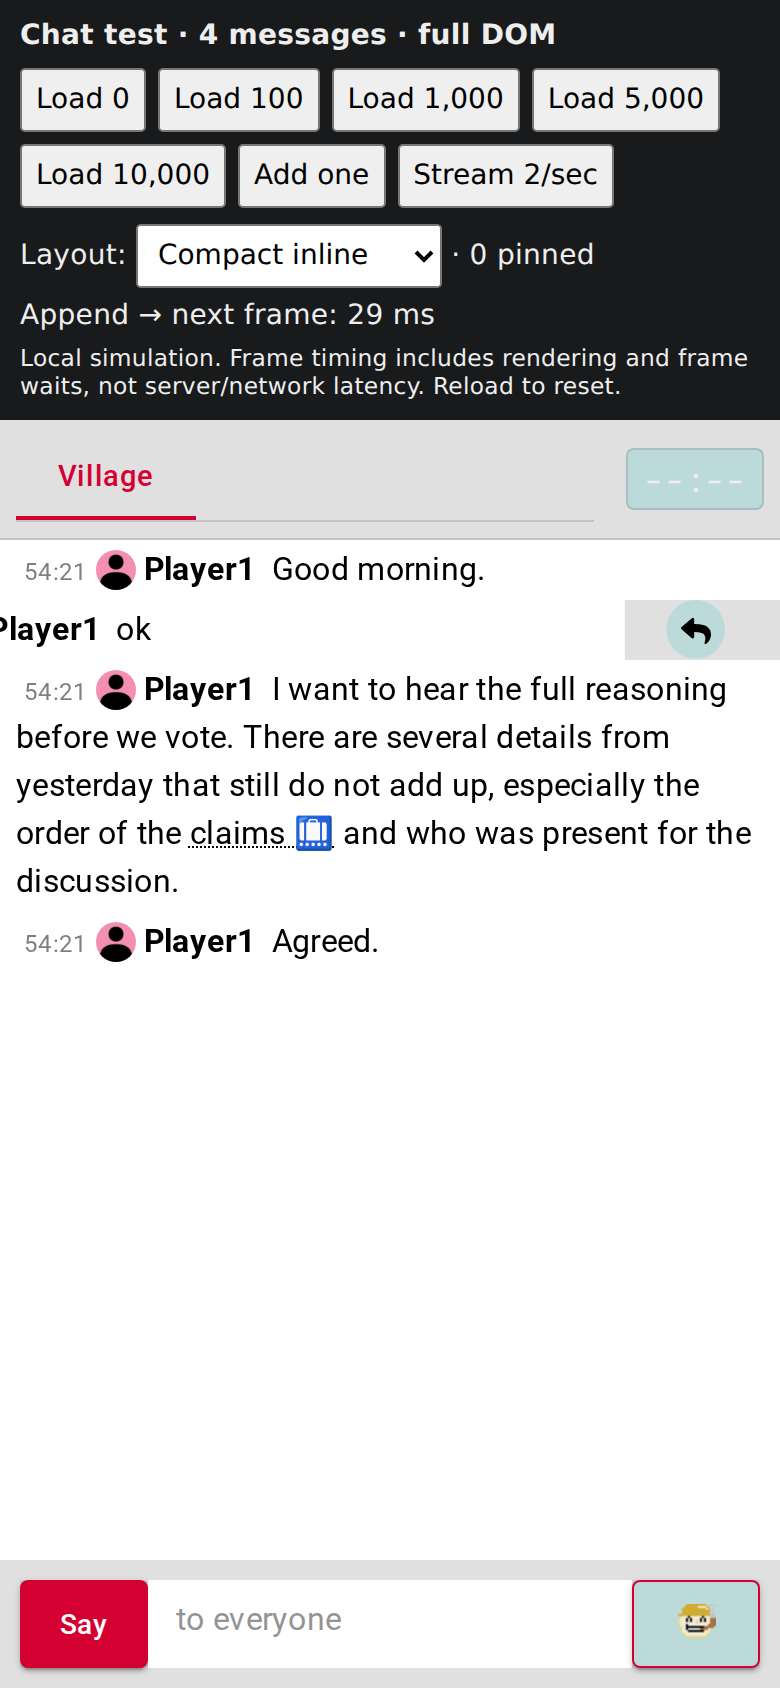 Chat test · 4 messages · full DOM
Load 0 Load 100 Load 1,000 Load 5,000
Load 10,000 Add one Stream 2/sec
Layout: Compact inline · 0 pinned
Append → next frame: 29 ms
Local simulation. Frame timing includes rendering and frame
waits, not server/network latency. Reload to reset.
Village --:--
54:21 Player1 Good morning.
Player1 ok
54:21 Player1 I want to hear the full reasoning
before we vote. There are several details from
yesterday that still do not add up, especially the
order of the claims 🛄 and who was present for the
discussion.
54:21 Player1 Agreed.
Say to everyone